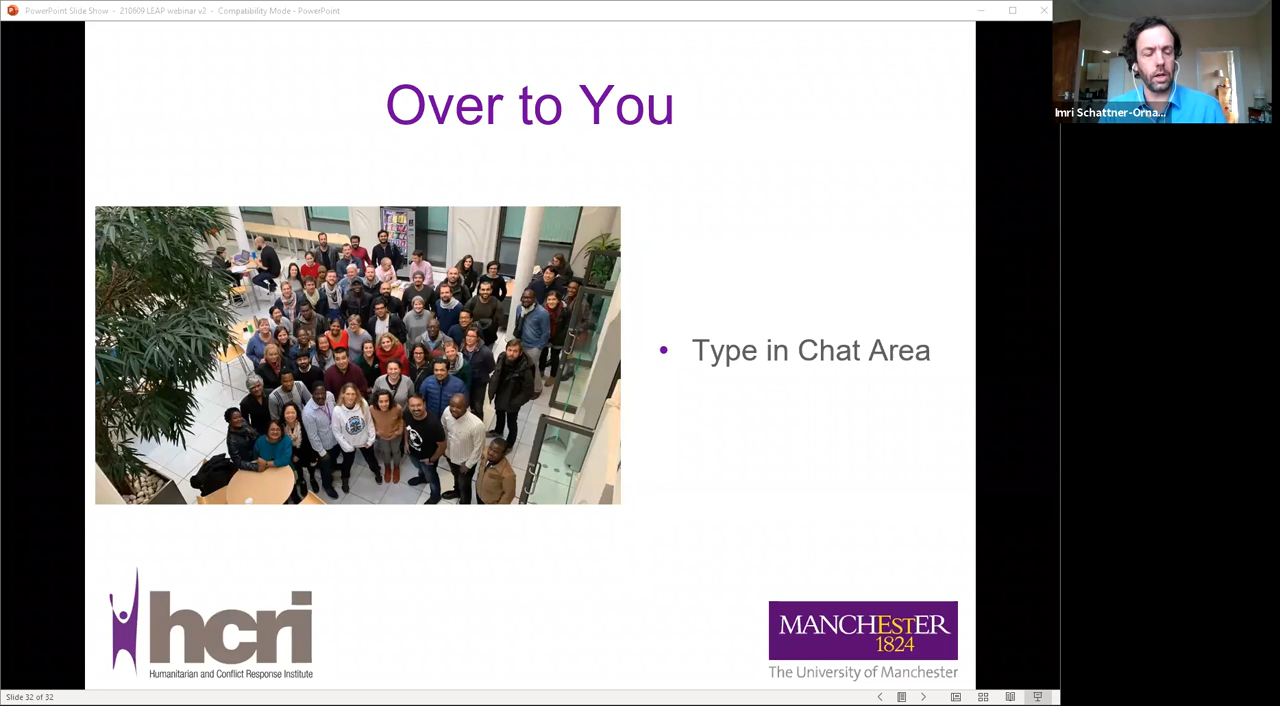 PowerPoint Slide Show - 210609 LEAP webinar v2 - Compatibility Mode - PowerPoint
Imri Schattner-Orna...
Over to You
• Type in Chat Area
hcri
Humanitarian and Conflict Response Institute
MANCHESTER
1824
The University of Manchester
Slide 32 of 32